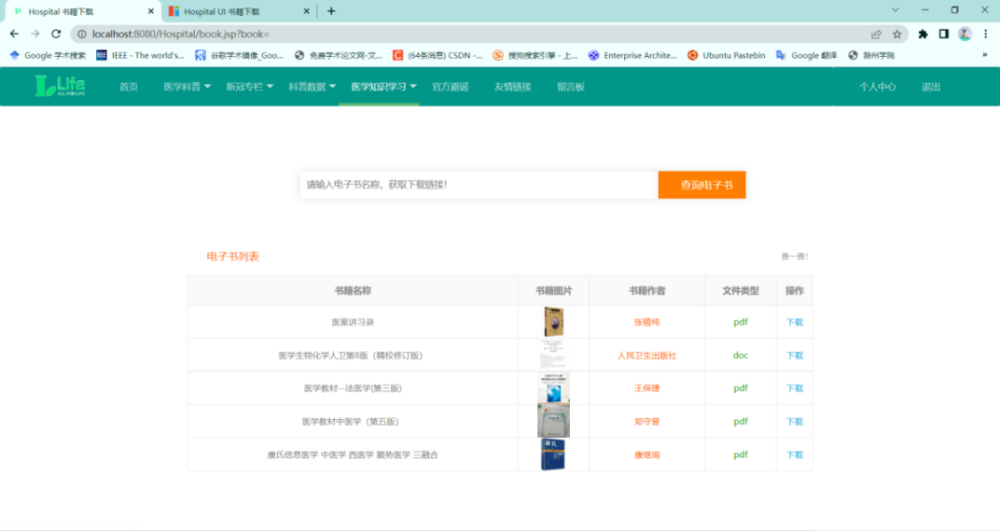 Hospital 书籍下载
Hospital UI 书籍下载
localhost:8080/Hospital/book.jsp?book=
Google 学术搜索 IEEE - The world's... 谷歌学术镜像_Goo... 免费学术论文网-文... (64条消息) CSDN -... 搜狗搜索引擎 - 上... Enterprise Archite... Ubuntu Pastebin Google 翻译 滁州学院 »
Life
ALL FOR LIFE
首页 医学科普 新冠专栏 科普数据 医学知识学习 官方避谣 友情链接 留言板 个人中心 退出
请输入电子书名称，获取下载链接！ 查询电子书
电子书列表 查一查！
书籍名称 书籍图片 书籍作者 文件类型 操作
医案讲习录 张锡纯 pdf 下载
医学生物化学人卫第8版（精校修订版） 人民卫生出版社 doc 下载
医学教材--法医学(第三版) 王保捷 pdf 下载
医学教材中医学（第五版） 郑守曾 pdf 下载
康氏信息医学 中医学 西医学 顺势医学 三融合 康继周 pdf 下载